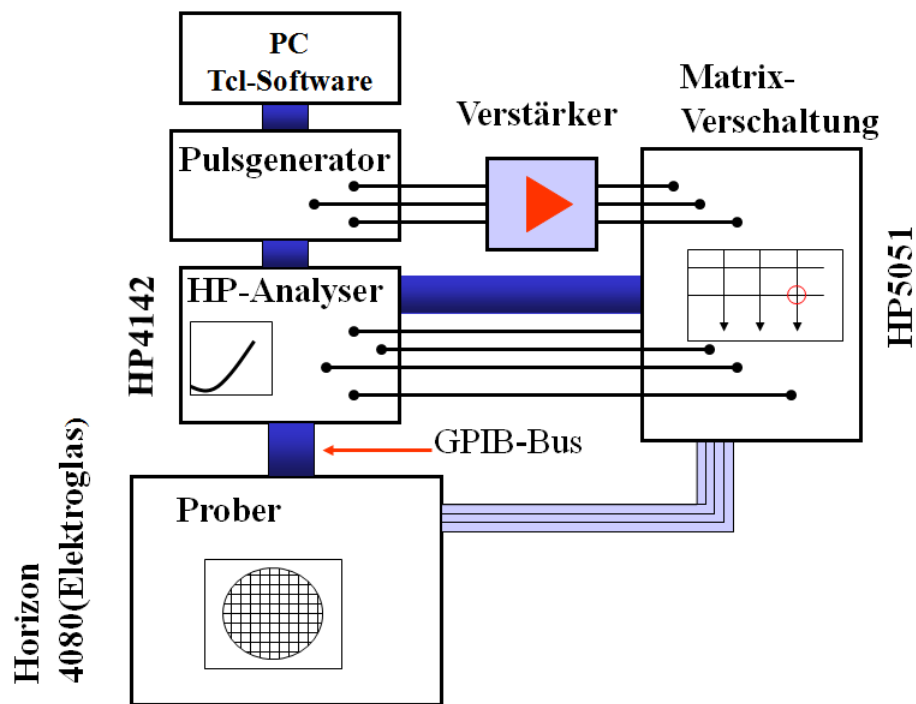 PC
Tcl-Software
Pulsgenerator
Verstärker
Matrix-
Verschaltung
HP-Analyser
HP4142
HP5051
GPIB-Bus
Prober
Horizon
4080(Elektroglas)